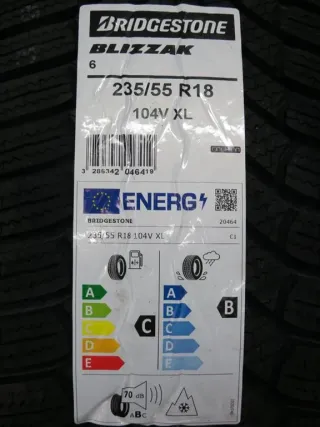 BRIDGESTONE
BLIZZAK
6
235/55 R18
104V XL
3 286342 046419
ENERG
BRIDGESTONE 20464
235/55 R18 104V XL C1
A
B
C
D
E
C
A
B
C
D
E
B
70 dB
ABC